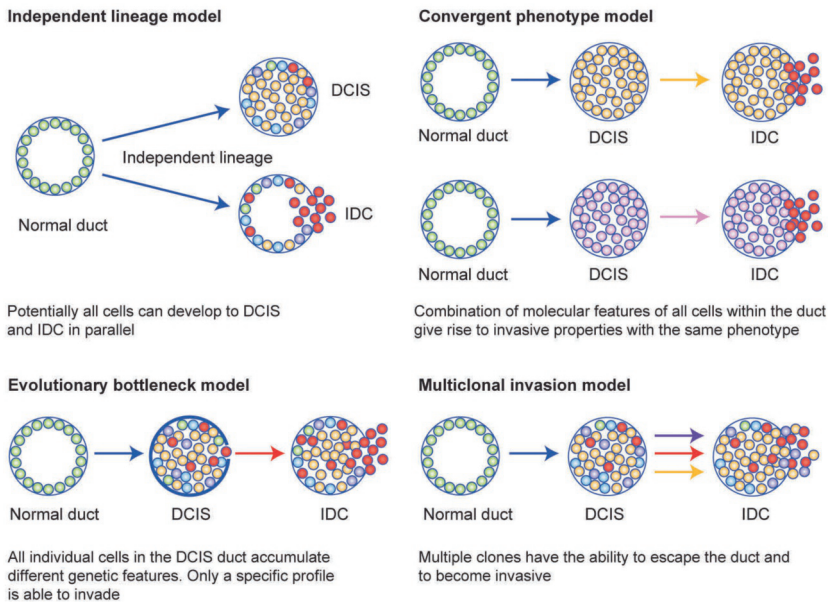 Independent lineage model
DCIS
Independent lineage
Normal duct
IDC
Potentially all cells can develop to DCIS
and IDC in parallel
Convergent phenotype model
Normal duct
DCIS
IDC
Normal duct
DCIS
IDC
Combination of molecular features of all cells within the duct
give rise to invasive properties with the same phenotype
Evolutionary bottleneck model
Normal duct
DCIS
IDC
All individual cells in the DCIS duct accumulate
different genetic features. Only a specific profile
is able to invade
Multiclonal invasion model
Normal duct
DCIS
IDC
Multiple clones have the ability to escape the duct and
to become invasive